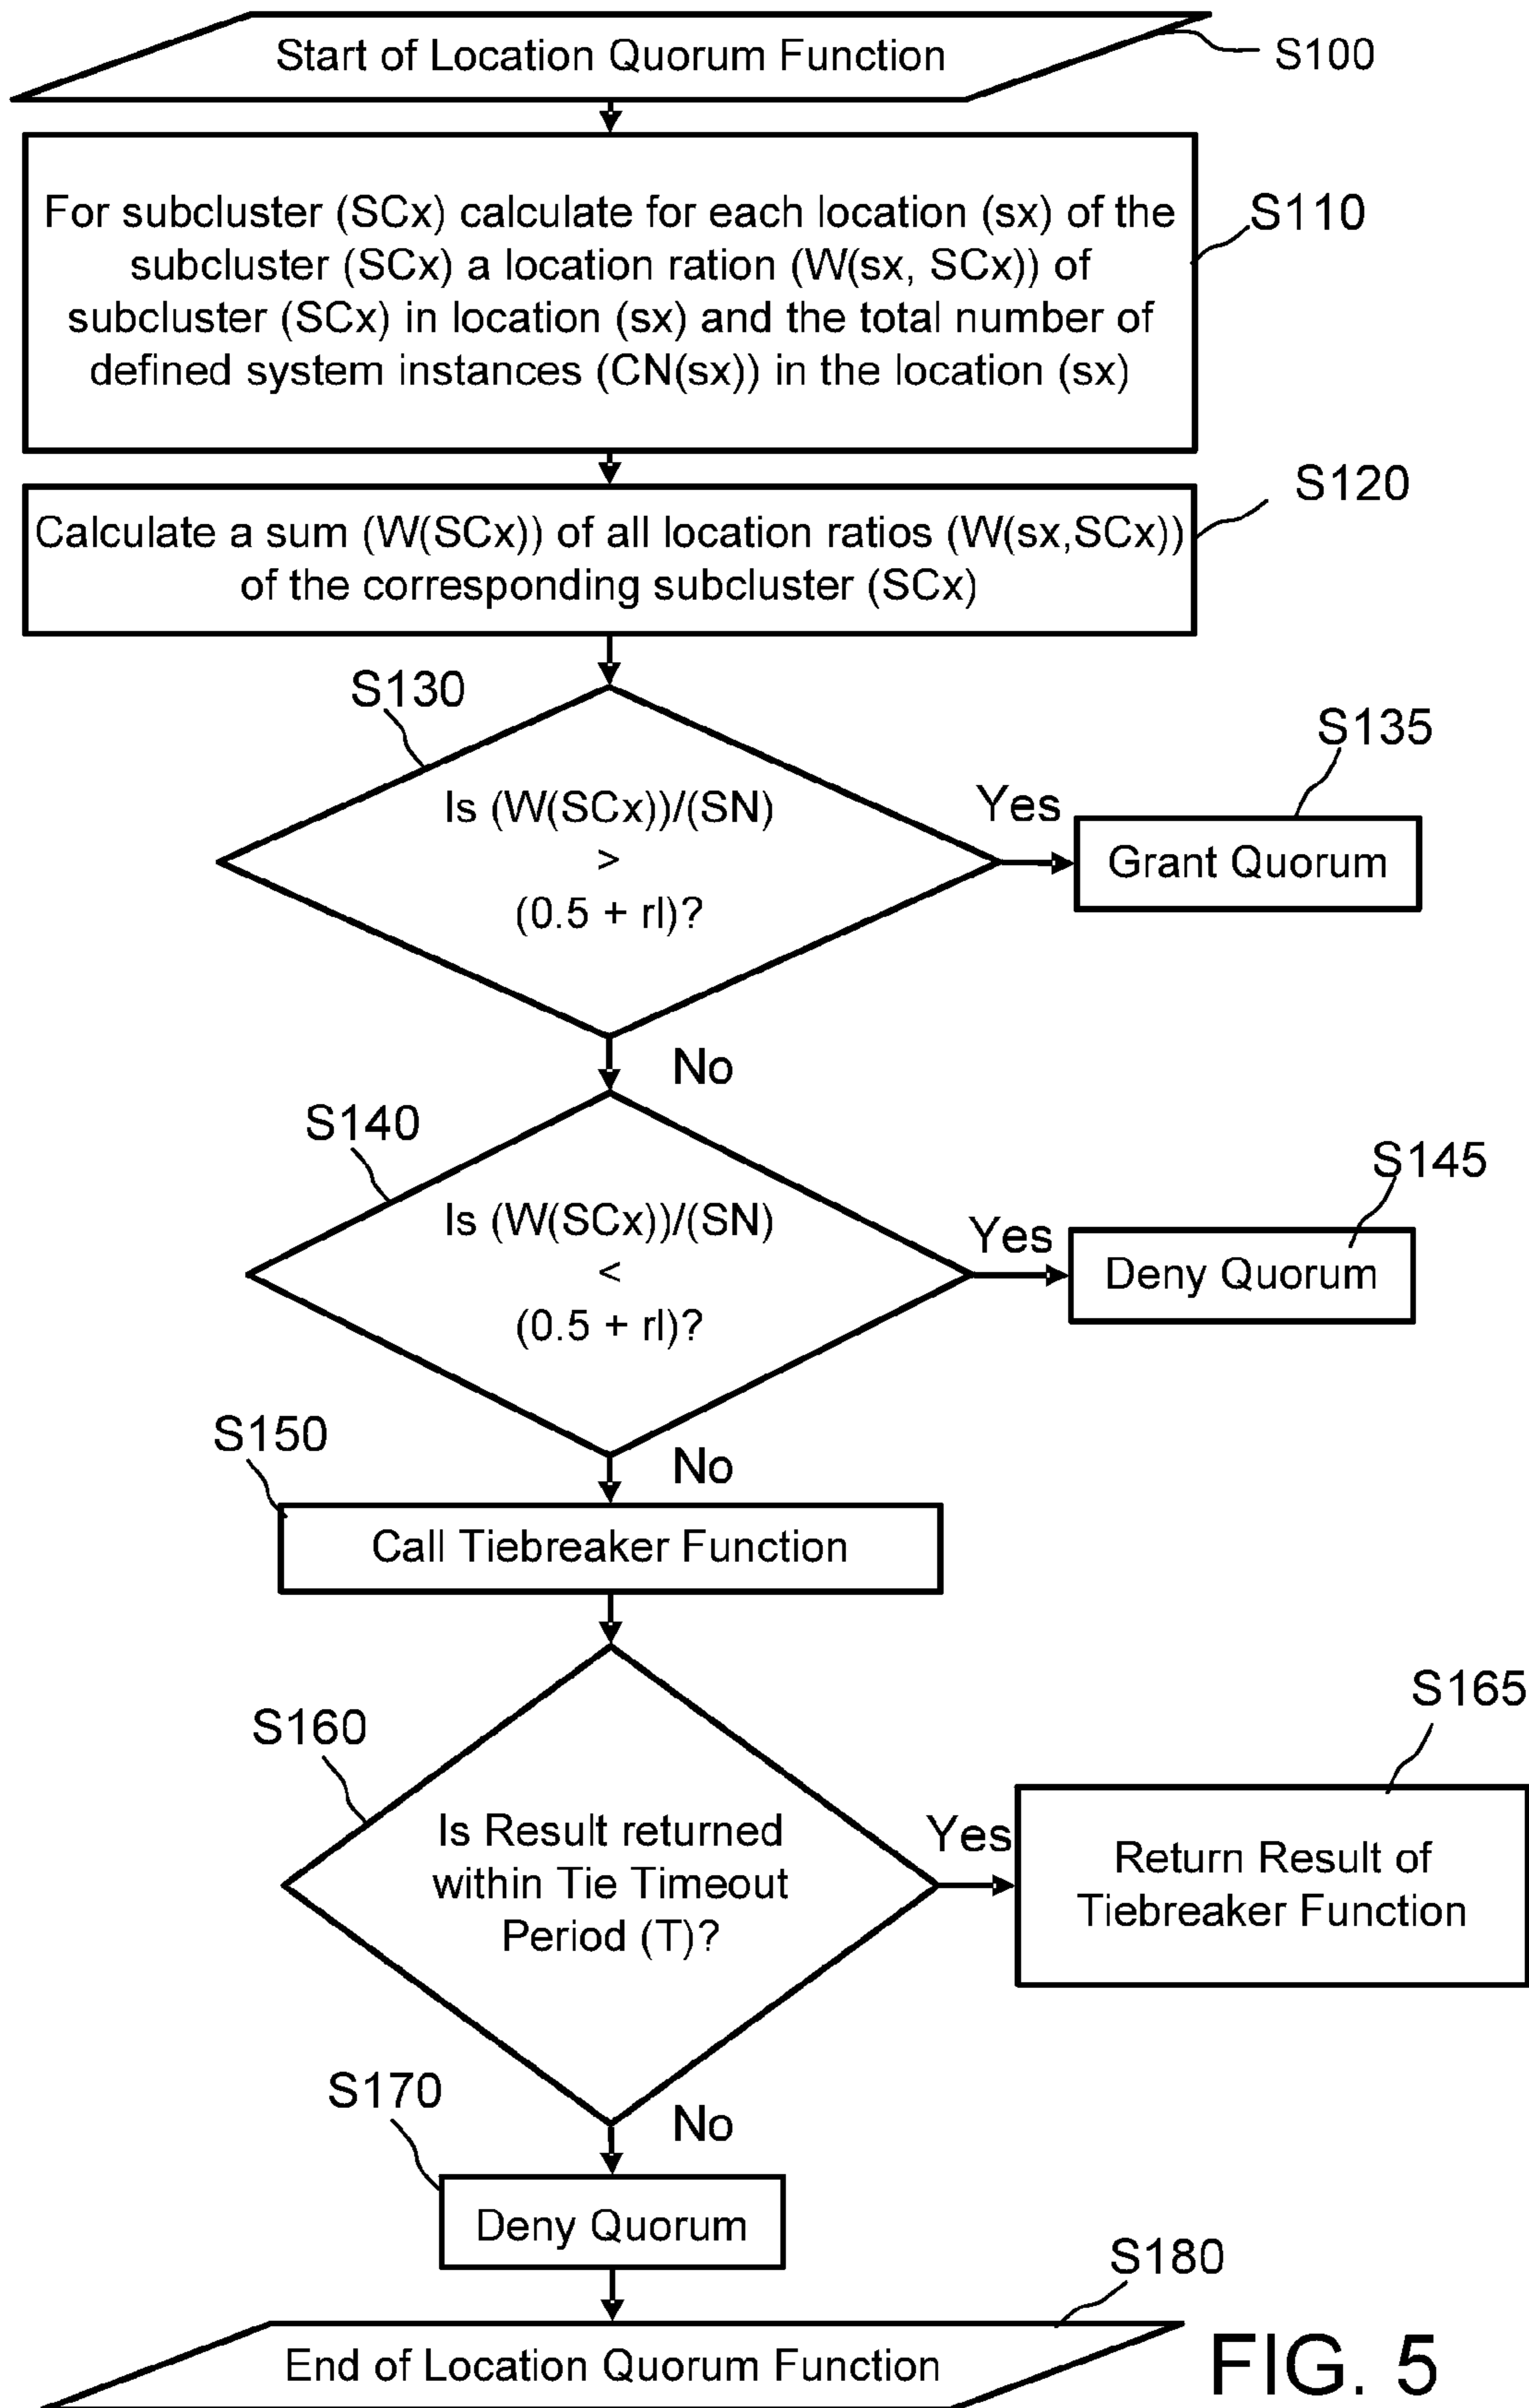 Start of Location Quorum Function
S100
For subcluster (SCx) calculate for each location (sx) of the
subcluster (SCx) a location ration (W(sx, SCx)) of
subcluster (SCx) in location (sx) and the total number of
defined system instances (CN(sx)) in the location (sx)
S110
S120
Calculate a sum (W(SCx)) of all location ratios (W(sx,SCx))
of the corresponding subcluster (SCx)
S130
Is (W(SCx))/(SN)
>
(0.5 + rl)?
Yes
S135
Grant Quorum
No
S140
Is (W(SCx))/(SN)
<
(0.5 + rl)?
Yes
S145
Deny Quorum
No
S150
Call Tiebreaker Function
S160
Is Result returned
within Tie Timeout
Period (T)?
Yes
S165
Return Result of
Tiebreaker Function
No
S170
Deny Quorum
S180
End of Location Quorum Function
FIG. 5